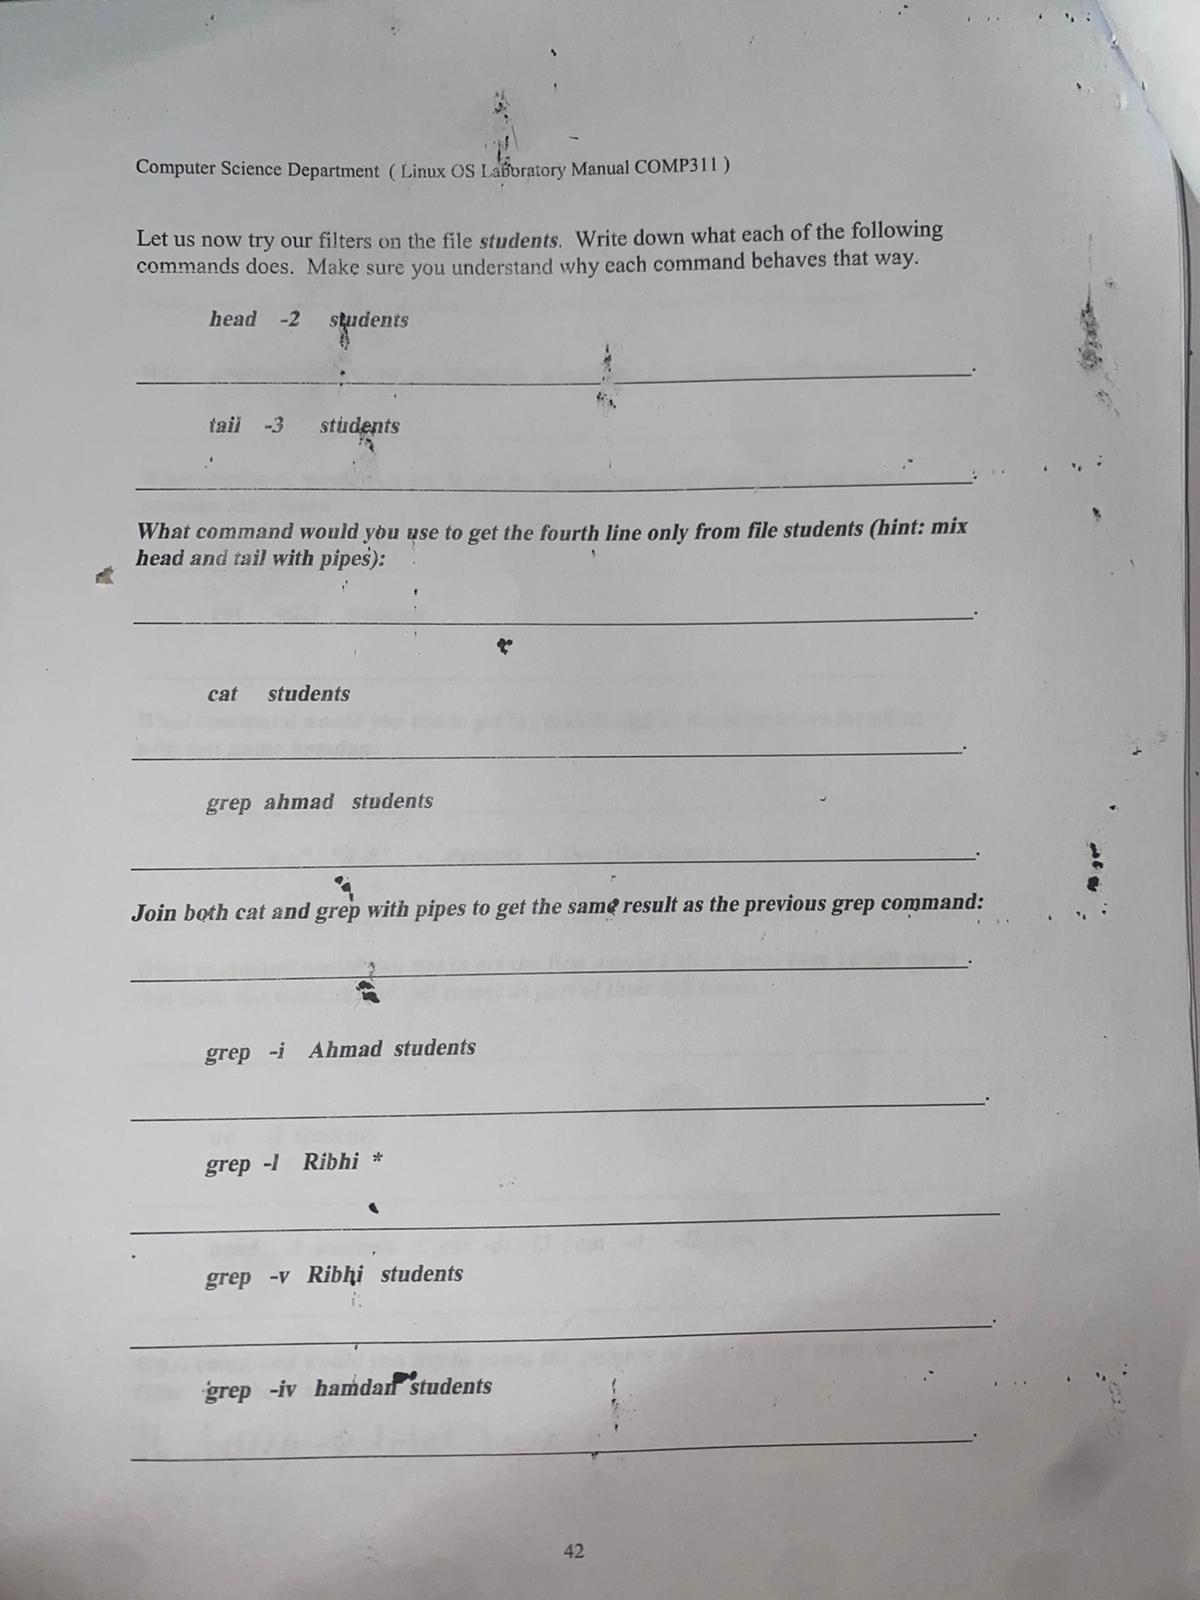 Computer Science Department ( Linux OS Laboratory Manual COMP311 )
Let us now try our filters on the file students. Write down what each of the following
commands does. Make sure you understand why each command behaves that way.
head -2 students
tail -3 students
What command would you use to get the fourth line only from file students (hint: mix
head and tail with pipes):
cat students
grep ahmad students
Join both cat and grep with pipes to get the same result as the previous grep command:
grep -i Ahmad students
grep -l Ribhi *
grep -v Ribhi students
grep -iv hamdan students
42